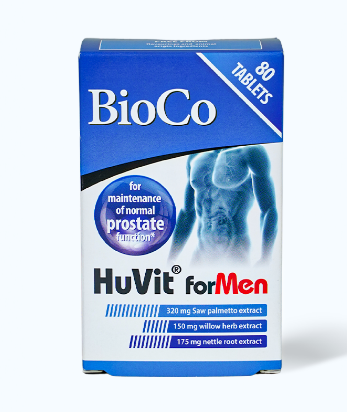 80
TABLETS
BioCo
for
maintenance
of normal
prostate
function*
HuVit® forMen
320 mg Saw palmetto extract
150 mg willow herb extract
175 mg nettle root extract